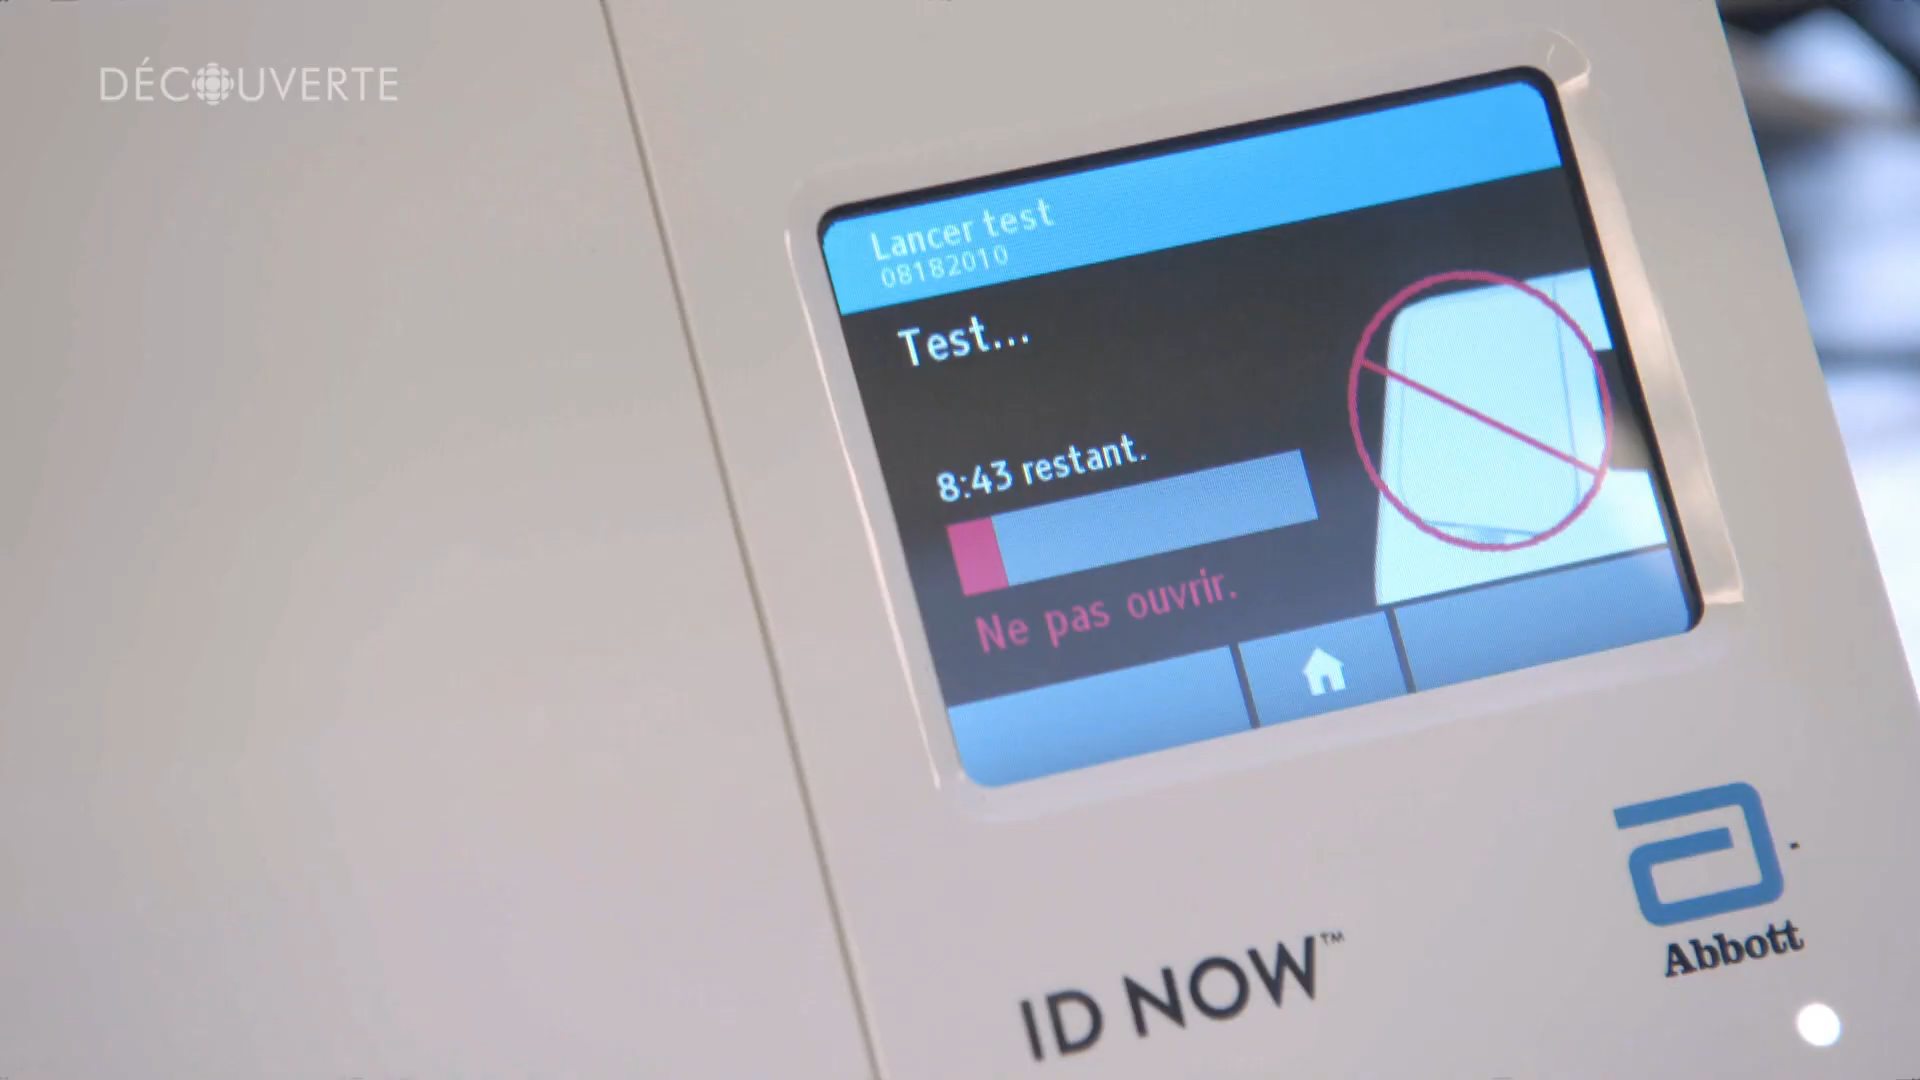 DÉCOUVERTE
Lancer test
08182010
Test...
8:43 restant.
Ne pas ouvrir.
ID NOW™
Abbott